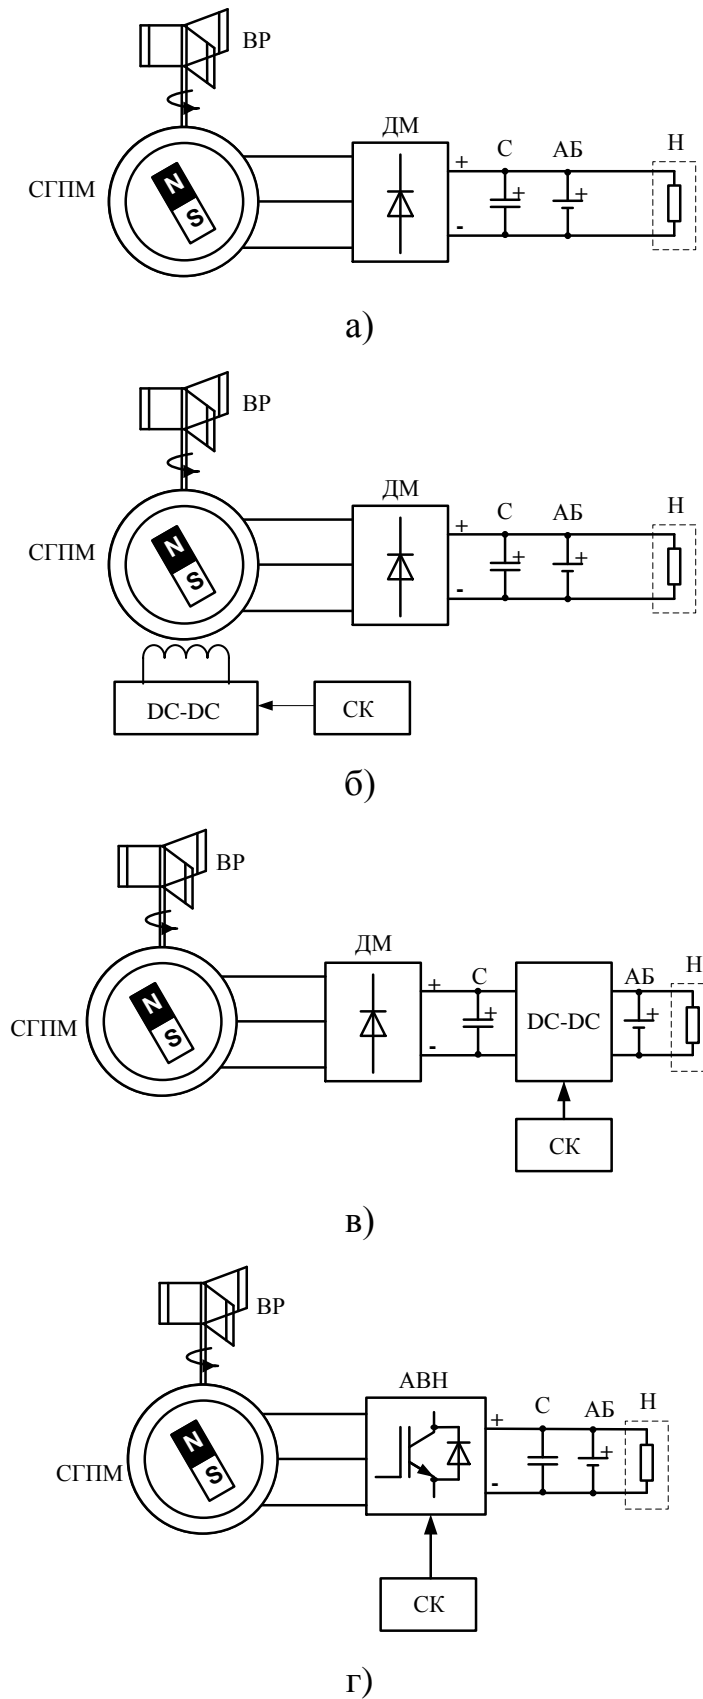 ВР
ДМ
С
АБ
Н
СГПМ
N
S
+
+
+
-
а)
ВР
ДМ
С
АБ
Н
СГПМ
N
S
+
+
+
-
DC-DC
СК
б)
ВР
ДМ
С
АБ
Н
СГПМ
N
S
+
+
+
-
DC-DC
СК
в)
ВР
АВН
С
АБ
Н
СГПМ
N
S
+
+
-
СК
г)